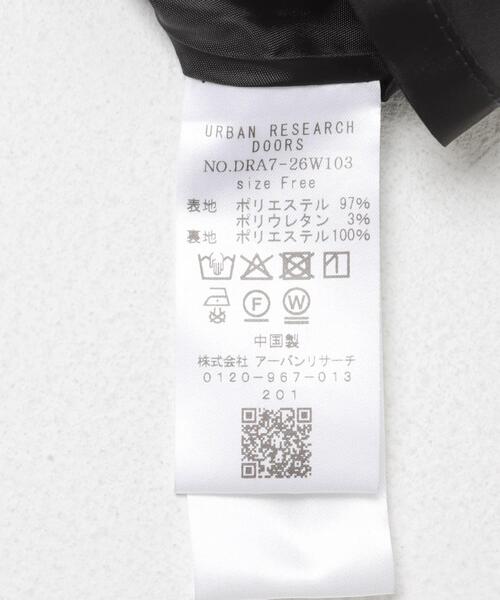 URBAN RESEARCH
DOORS
NO.DRA7-26W103
size Free
表地 ポリエステル 97%
ポリウレタン 3%
裏地 ポリエステル100%
F W
中国製
株式会社 アーバンリサーチ
0120-967-013
201